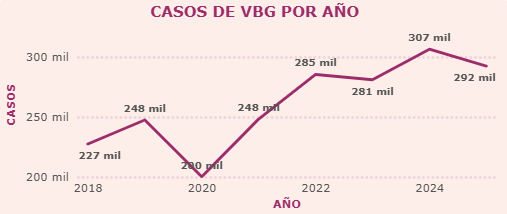 CASOS DE VBG POR AÑO
307 mil
300 mil
285 mil
292 mil
281 mil
248 mil
248 mil
250 mil
CASOS
227 mil
200 mil
200 mil
2018
2020
2022
2024
AÑO